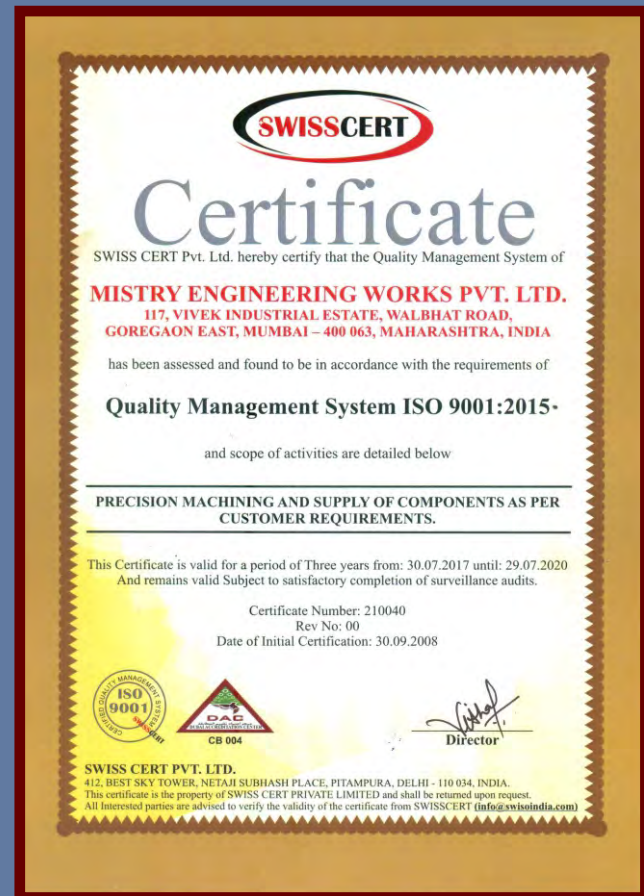 SWISSCERT
Certificate
SWISS CERT Pvt. Ltd. hereby certify that the Quality Management System of
MISTRY ENGINEERING WORKS PVT. LTD.
117, VIVEK INDUSTRIAL ESTATE, WALBHAT ROAD,
GOREGAON EAST, MUMBAI – 400 063, MAHARASHTRA, INDIA
has been assessed and found to be in accordance with the requirements of
Quality Management System ISO 9001:2015
and scope of activities are detailed below
PRECISION MACHINING AND SUPPLY OF COMPONENTS AS PER
CUSTOMER REQUIREMENTS.
This Certificate is valid for a period of Three years from: 30.07.2017 until: 29.07.2020
And remains valid Subject to satisfactory completion of surveillance audits.
Certificate Number: 210040
Rev No: 00
Date of Initial Certification: 30.09.2008
CERTIFIED QUALITY MANAGEMENT SYSTEM
ISO
9001
SWISSCERT
DAC
DUBAI ACCREDITATION CENTER
CB 004
Director
SWISS CERT PVT. LTD.
412, BEST SKY TOWER, NETAJI SUBHASH PLACE, PITAMPURA, DELHI - 110 034, INDIA.
This certificate is the property of SWISS CERT PRIVATE LIMITED and shall be returned upon request.
All Interested parties are advised to verify the validity of the certificate from SWISSCERT (info@swisoindia.com)